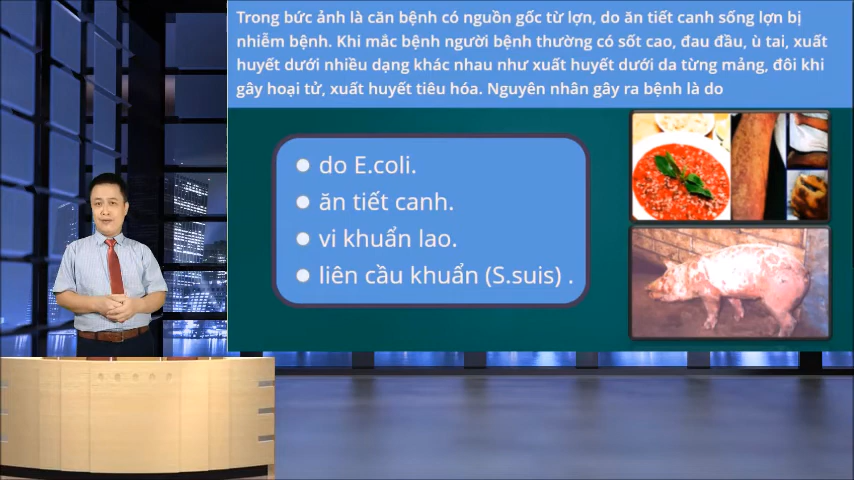 Trong bức ảnh là căn bệnh có nguồn gốc từ lợn, do ăn tiết canh sống lợn bị
nhiễm bệnh. Khi mắc bệnh người bệnh thường có sốt cao, đau đầu, ù tai, xuất
huyết dưới nhiều dạng khác nhau như xuất huyết dưới da từng mảng, đôi khi
gây hoại tử, xuất huyết tiêu hóa. Nguyên nhân gây ra bệnh là do
do E.coli.
ăn tiết canh.
vi khuẩn lao.
liên cầu khuẩn (S.suis) .